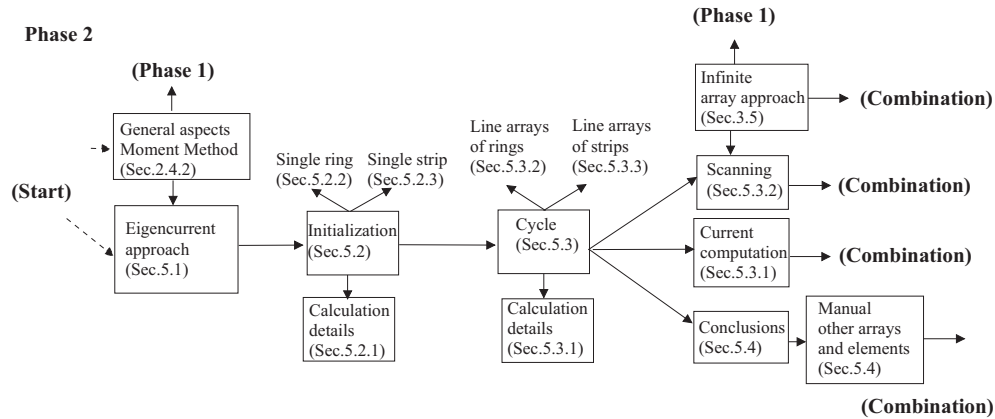 Phase 2
(Phase 1)
General aspects
Moment Method
(Sec.2.4.2)
(Start)
Eigencurrent
approach
(Sec.5.1)
Single ring
(Sec.5.2.2)
Single strip
(Sec.5.2.3)
Initialization
(Sec.5.2)
Calculation
details
(Sec.5.2.1)
Line arrays
of rings
(Sec.5.3.2)
Line arrays
of strips
(Sec.5.3.3)
Cycle
(Sec.5.3)
Calculation
details
(Sec.5.3.1)
(Phase 1)
Infinite
array approach
(Sec.3.5)
(Combination)
Scanning
(Sec.5.3.2)
(Combination)
Current
computation
(Sec.5.3.1)
(Combination)
Conclusions
(Sec.5.4)
Manual
other arrays
and elements
(Sec.5.4)
(Combination)